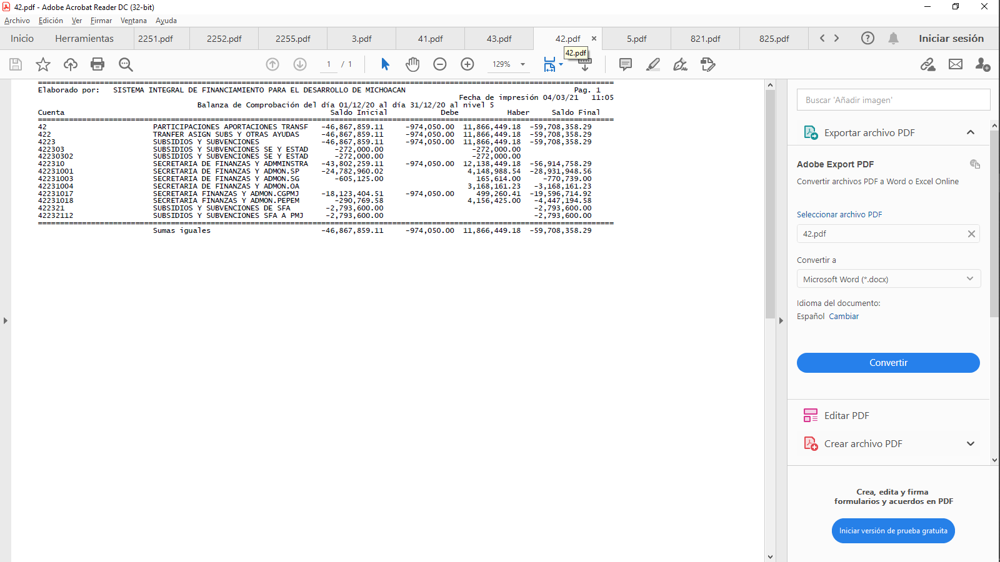 42.pdf - Adobe Acrobat Reader DC (32-bit)
Archivo Edición Ver Firmar Ventana Ayuda
Inicio Herramientas 2251.pdf 2252.pdf 2255.pdf 3.pdf 41.pdf 43.pdf 42.pdf 5.pdf 821.pdf 825.pdf Iniciar sesión
42.pdf
1 / 1 129%
Elaborado por: SISTEMA INTEGRAL DE FINANCIAMIENTO PARA EL DESARROLLO DE MICHOACAN Pag. 1
Fecha de impresión 04/03/21 11:05
Balanza de Comprobación del día 01/12/20 al día 31/12/20 al nivel 5
Cuenta Saldo Inicial Debe Haber Saldo Final
42 PARTICIPACIONES APORTACIONES TRANSF -46,867,859.11 -974,050.00 11,866,449.18 -59,708,358.29
422 TRANFER ASIGN SUBS Y OTRAS AYUDAS -46,867,859.11 -974,050.00 11,866,449.18 -59,708,358.29
4223 SUBSIDIOS Y SUBVENCIONES -46,867,859.11 -974,050.00 11,866,449.18 -59,708,358.29
422303 SUBSIDIOS Y SUBVENCIONES SE Y ESTAD -272,000.00 -272,000.00
42230302 SUBSIDIOS Y SUBVENCIONES SE Y ESTAD -272,000.00 -272,000.00
422310 SECRETARIA DE FINANZAS Y ADMMINSTRA -43,802,259.11 -974,050.00 12,138,449.18 -56,914,758.29
42231001 SECRETARIA DE FINANZAS Y ADMON.SP -24,782,960.02 4,148,988.54 -28,931,948.56
42231003 SECRETARIA DE FINANZAS Y ADMON.SG -605,125.00 165,614.00 -770,739.00
42231004 SECRETARIA DE FINANZAS Y ADMON.OA 3,168,161.23 -3,168,161.23
42231017 SECRETARIA FINANZAS Y ADMON.CGPMJ -18,123,404.51 -974,050.00 499,260.41 -19,596,714.92
42231018 SECRETARIA FINANZAS Y ADMON.PEPEM -290,769.58 4,156,425.00 -4,447,194.58
422321 SUBSIDIOS Y SUBVENCIONES DE SFA -2,793,600.00 -2,793,600.00
42232112 SUBSIDIOS Y SUBVENCIONES SFA A PMJ -2,793,600.00 -2,793,600.00
Sumas iguales -46,867,859.11 -974,050.00 11,866,449.18 -59,708,358.29
Buscar 'Añadir imagen'
Exportar archivo PDF
Adobe Export PDF
Convertir archivos PDF a Word o Excel Online
Seleccionar archivo PDF
42.pdf
Convertir a
Microsoft Word (*.docx)
Idioma del documento:
Español Cambiar
Convertir
Editar PDF
Crear archivo PDF
Crea, edita y firma
formularios y acuerdos en PDF
Iniciar versión de prueba gratuita